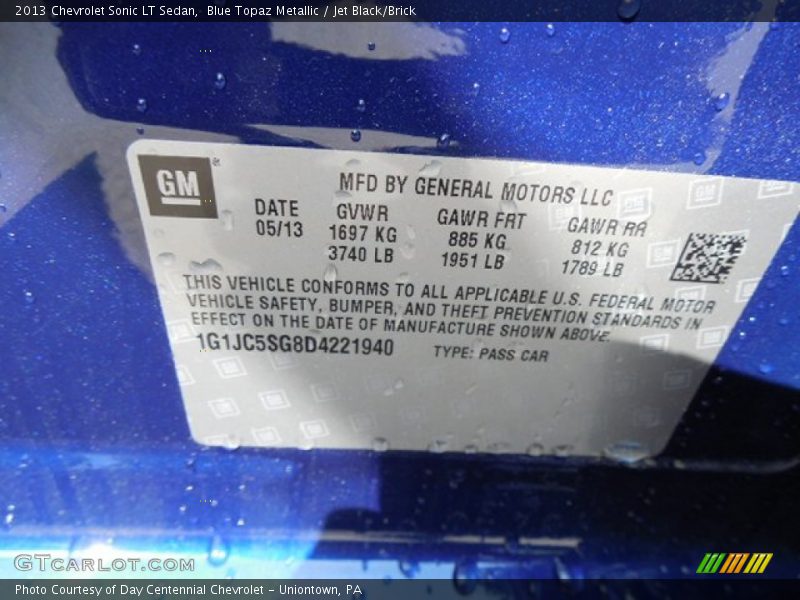 2013 Chevrolet Sonic LT Sedan, Blue Topaz Metallic / Jet Black/Brick
GM
MFD BY GENERAL MOTORS LLC
DATE GVWR GAWR FRT GAWR RR
05/13 1697 KG 885 KG 812 KG
3740 LB 1951 LB 1789 LB
THIS VEHICLE CONFORMS TO ALL APPLICABLE U.S. FEDERAL MOTOR
VEHICLE SAFETY, BUMPER, AND THEFT PREVENTION STANDARDS IN
EFFECT ON THE DATE OF MANUFACTURE SHOWN ABOVE.
1G1JC5SG8D4221940 TYPE: PASS CAR
GTCARLOT.COM
Photo Courtesy of Day Centennial Chevrolet - Uniontown, PA